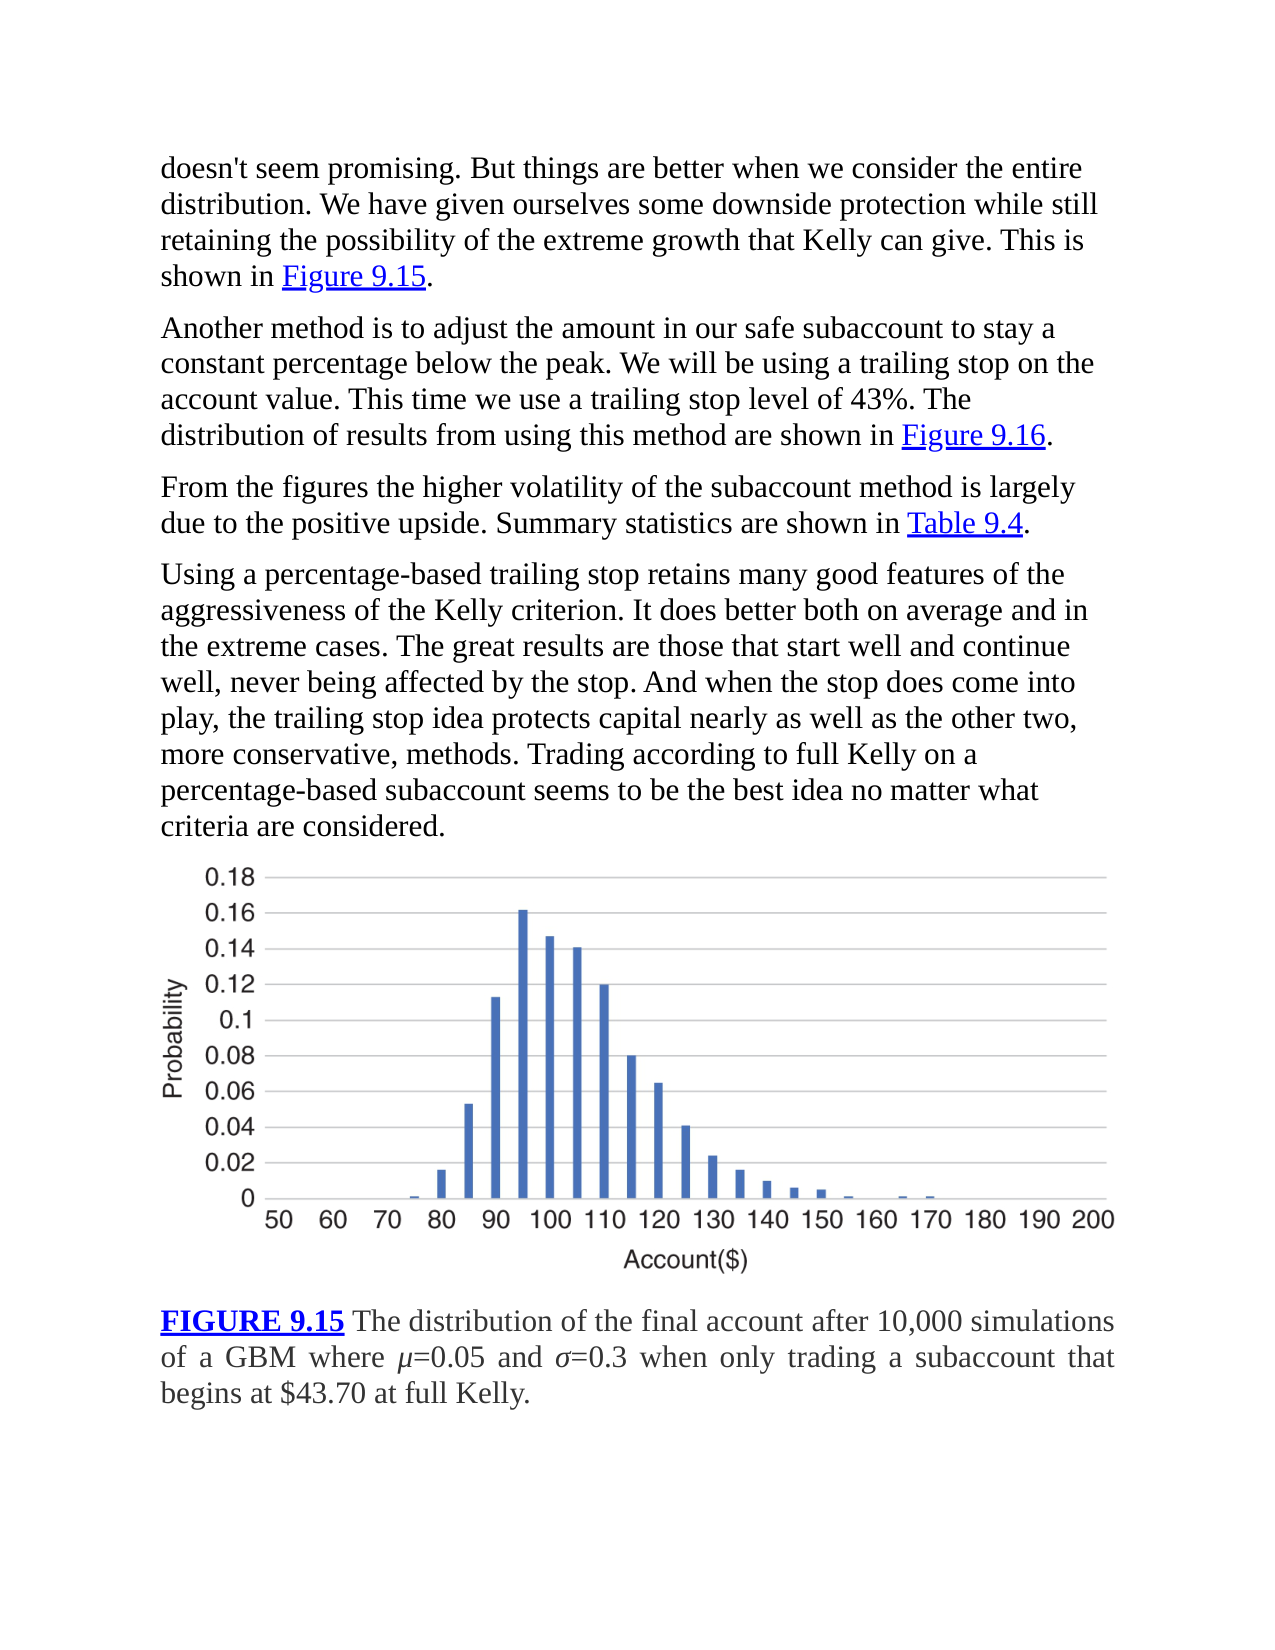 doesn't seem promising. But things are better when we consider the entire
distribution. We have given ourselves some downside protection while still
retaining the possibility of the extreme growth that Kelly can give. This is
shown in Figure 9.15.
Another method is to adjust the amount in our safe subaccount to stay a
constant percentage below the peak. We will be using a trailing stop on the
account value. This time we use a trailing stop level of 43%. The
distribution of results from using this method are shown in Figure 9.16.
From the figures the higher volatility of the subaccount method is largely
due to the positive upside. Summary statistics are shown in Table 9.4.
Using a percentage-based trailing stop retains many good features of the
aggressiveness of the Kelly criterion. It does better both on average and in
the extreme cases. The great results are those that start well and continue
well, never being affected by the stop. And when the stop does come into
play, the trailing stop idea protects capital nearly as well as the other two,
more conservative, methods. Trading according to full Kelly on a
percentage-based subaccount seems to be the best idea no matter what
criteria are considered.
0.18
0.16
0.14
0.12
0.1
0.08
0.06
0.04
0.02
0
Probability
50 60 70 80 90 100 110 120 130 140 150 160 170 180 190 200
Account($)
FIGURE 9.15 The distribution of the final account after 10,000 simulations
of a GBM where μ=0.05 and σ=0.3 when only trading a subaccount that
begins at $43.70 at full Kelly.